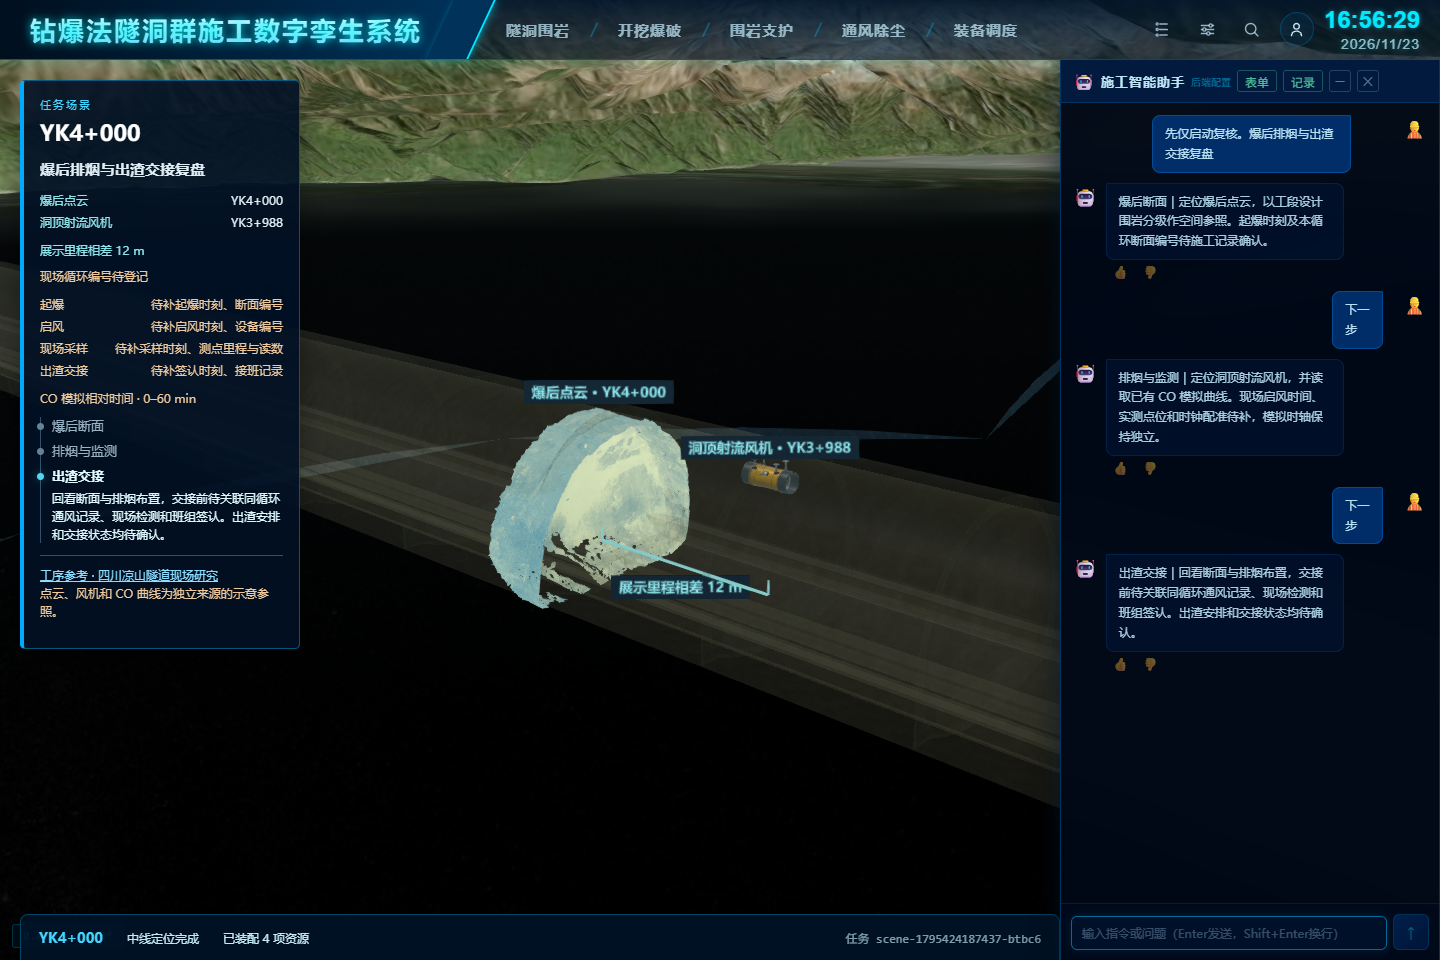 钻爆法隧洞群施工数字孪生系统
隧洞围岩 / 开挖爆破 / 围岩支护 / 通风除尘 / 装备调度
16:56:29
2026/11/23
任务场景
YK4+000
爆后排烟与出渣交接复盘
爆后点云 YK4+000
洞顶射流风机 YK3+988
展示里程相差 12 m
现场循环编号待登记
起爆 待补起爆时刻、断面编号
启风 待补启风时刻、设备编号
现场采样 待补采样时刻、测点里程与读数
出渣交接 待补签认时刻、接班记录
CO 模拟相对时间 · 0–60 min
爆后断面
排烟与监测
出渣交接
回看断面与排烟布置，交接前待关联同循环
通风记录、现场检测和班组签认。出渣安排
和交接状态均待确认。
工序参考 · 四川凉山隧道现场研究
点云、风机和 CO 曲线为独立来源的示意参
照。
爆后点云 · YK4+000
洞顶射流风机 · YK3+988
展示里程相差 12 m
施工智能助手 后端配置 表单 记录
先仅启动复核。爆后排烟与出渣
交接复盘
爆后断面 | 定位爆后点云，以工段设计
围岩分级作空间参照。起爆时刻及本循
环断面编号待施工记录确认。
下一
步
排烟与监测 | 定位洞顶射流风机，并读
取已有 CO 模拟曲线。现场启风时间、
实测点位和时钟配准待补，模拟时轴保
持独立。
下一
步
出渣交接 | 回看断面与排烟布置，交接
前待关联同循环通风记录、现场检测和
班组签认。出渣安排和交接状态均待确
认。
输入指令或问题（Enter发送，Shift+Enter换行）
YK4+000 中线定位完成 已装配 4 项资源 任务 scene-1795424187437-btbc6